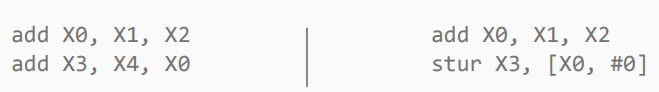 add X0, X1, X2
add X3, X4, X0
add X0, X1, X2
stur X3, [X0, #0]